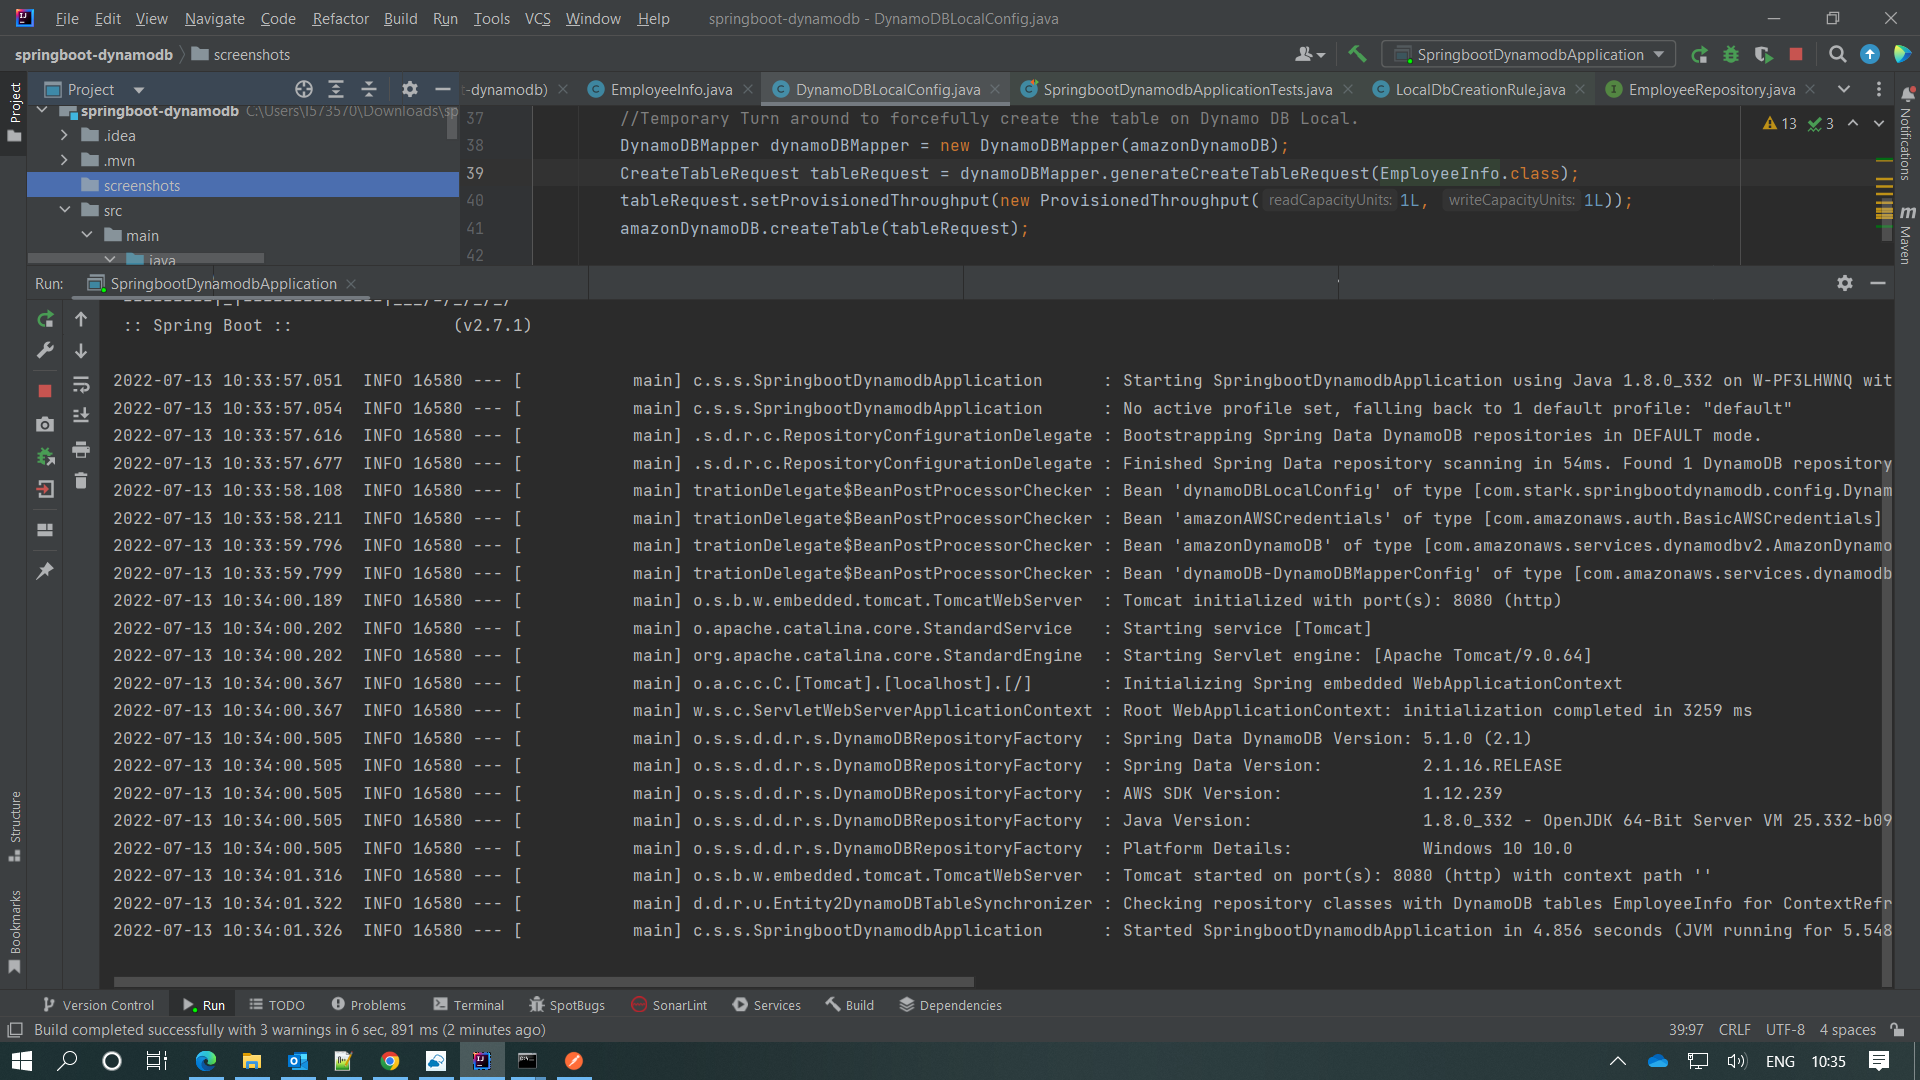 File Edit View Navigate Code Refactor Build Run Tools VCS Window Help springboot-dynamodb - DynamoDBLocalConfig.java
springboot-dynamodb screenshots
SpringbootDynamodbApplication
Project
Project
t-dynamodb) EmployeeInfo.java DynamoDBLocalConfig.java SpringbootDynamodbApplicationTests.java LocalDbCreationRule.java EmployeeRepository.java
Notifications
Maven
springboot-dynamodb C:\Users\I573570\Downloads\sp
.idea
.mvn
screenshots
src
main
java
13 3
37 //Temporary Turn around to forcefully create the table on Dynamo DB Local.
38 DynamoDBMapper dynamoDBMapper = new DynamoDBMapper(amazonDynamoDB);
39 CreateTableRequest tableRequest = dynamoDBMapper.generateCreateTableRequest(EmployeeInfo.class);
40 tableRequest.setProvisionedThroughput(new ProvisionedThroughput( readCapacityUnits: 1L, writeCapacityUnits: 1L));
41 amazonDynamoDB.createTable(tableRequest);
42
Run: SpringbootDynamodbApplication
:: Spring Boot :: (v2.7.1)
2022-07-13 10:33:57.051 INFO 16580 --- [ main] c.s.s.SpringbootDynamodbApplication : Starting SpringbootDynamodbApplication using Java 1.8.0_332 on W-PF3LHWNQ wit
2022-07-13 10:33:57.054 INFO 16580 --- [ main] c.s.s.SpringbootDynamodbApplication : No active profile set, falling back to 1 default profile: "default"
2022-07-13 10:33:57.616 INFO 16580 --- [ main] .s.d.r.c.RepositoryConfigurationDelegate : Bootstrapping Spring Data DynamoDB repositories in DEFAULT mode.
2022-07-13 10:33:57.677 INFO 16580 --- [ main] .s.d.r.c.RepositoryConfigurationDelegate : Finished Spring Data repository scanning in 54ms. Found 1 DynamoDB repository
2022-07-13 10:33:58.108 INFO 16580 --- [ main] trationDelegate$BeanPostProcessorChecker : Bean 'dynamoDBLocalConfig' of type [com.stark.springbootdynamodb.config.Dynam
2022-07-13 10:33:58.211 INFO 16580 --- [ main] trationDelegate$BeanPostProcessorChecker : Bean 'amazonAWSCredentials' of type [com.amazonaws.auth.BasicAWSCredentials]
2022-07-13 10:33:59.796 INFO 16580 --- [ main] trationDelegate$BeanPostProcessorChecker : Bean 'amazonDynamoDB' of type [com.amazonaws.services.dynamodbv2.AmazonDynamo
2022-07-13 10:33:59.799 INFO 16580 --- [ main] trationDelegate$BeanPostProcessorChecker : Bean 'dynamoDB-DynamoDBMapperConfig' of type [com.amazonaws.services.dynamodb
2022-07-13 10:34:00.189 INFO 16580 --- [ main] o.s.b.w.embedded.tomcat.TomcatWebServer : Tomcat initialized with port(s): 8080 (http)
2022-07-13 10:34:00.202 INFO 16580 --- [ main] o.apache.catalina.core.StandardService : Starting service [Tomcat]
2022-07-13 10:34:00.202 INFO 16580 --- [ main] org.apache.catalina.core.StandardEngine : Starting Servlet engine: [Apache Tomcat/9.0.64]
2022-07-13 10:34:00.367 INFO 16580 --- [ main] o.a.c.c.C.[Tomcat].[localhost].[/] : Initializing Spring embedded WebApplicationContext
2022-07-13 10:34:00.367 INFO 16580 --- [ main] w.s.c.ServletWebServerApplicationContext : Root WebApplicationContext: initialization completed in 3259 ms
2022-07-13 10:34:00.505 INFO 16580 --- [ main] o.s.s.d.d.r.s.DynamoDBRepositoryFactory : Spring Data DynamoDB Version: 5.1.0 (2.1)
2022-07-13 10:34:00.505 INFO 16580 --- [ main] o.s.s.d.d.r.s.DynamoDBRepositoryFactory : Spring Data Version: 2.1.16.RELEASE
2022-07-13 10:34:00.505 INFO 16580 --- [ main] o.s.s.d.d.r.s.DynamoDBRepositoryFactory : AWS SDK Version: 1.12.239
2022-07-13 10:34:00.505 INFO 16580 --- [ main] o.s.s.d.d.r.s.DynamoDBRepositoryFactory : Java Version: 1.8.0_332 - OpenJDK 64-Bit Server VM 25.332-b09
2022-07-13 10:34:00.505 INFO 16580 --- [ main] o.s.s.d.d.r.s.DynamoDBRepositoryFactory : Platform Details: Windows 10 10.0
2022-07-13 10:34:01.316 INFO 16580 --- [ main] o.s.b.w.embedded.tomcat.TomcatWebServer : Tomcat started on port(s): 8080 (http) with context path ''
2022-07-13 10:34:01.322 INFO 16580 --- [ main] d.d.r.u.Entity2DynamoDBTableSynchronizer : Checking repository classes with DynamoDB tables EmployeeInfo for ContextRefr
2022-07-13 10:34:01.326 INFO 16580 --- [ main] c.s.s.SpringbootDynamodbApplication : Started SpringbootDynamodbApplication in 4.856 seconds (JVM running for 5.548
Structure
Bookmarks
Version Control Run TODO Problems Terminal SpotBugs SonarLint Services Build Dependencies
Build completed successfully with 3 warnings in 6 sec, 891 ms (2 minutes ago) 39:97 CRLF UTF-8 4 spaces
ENG 10:35